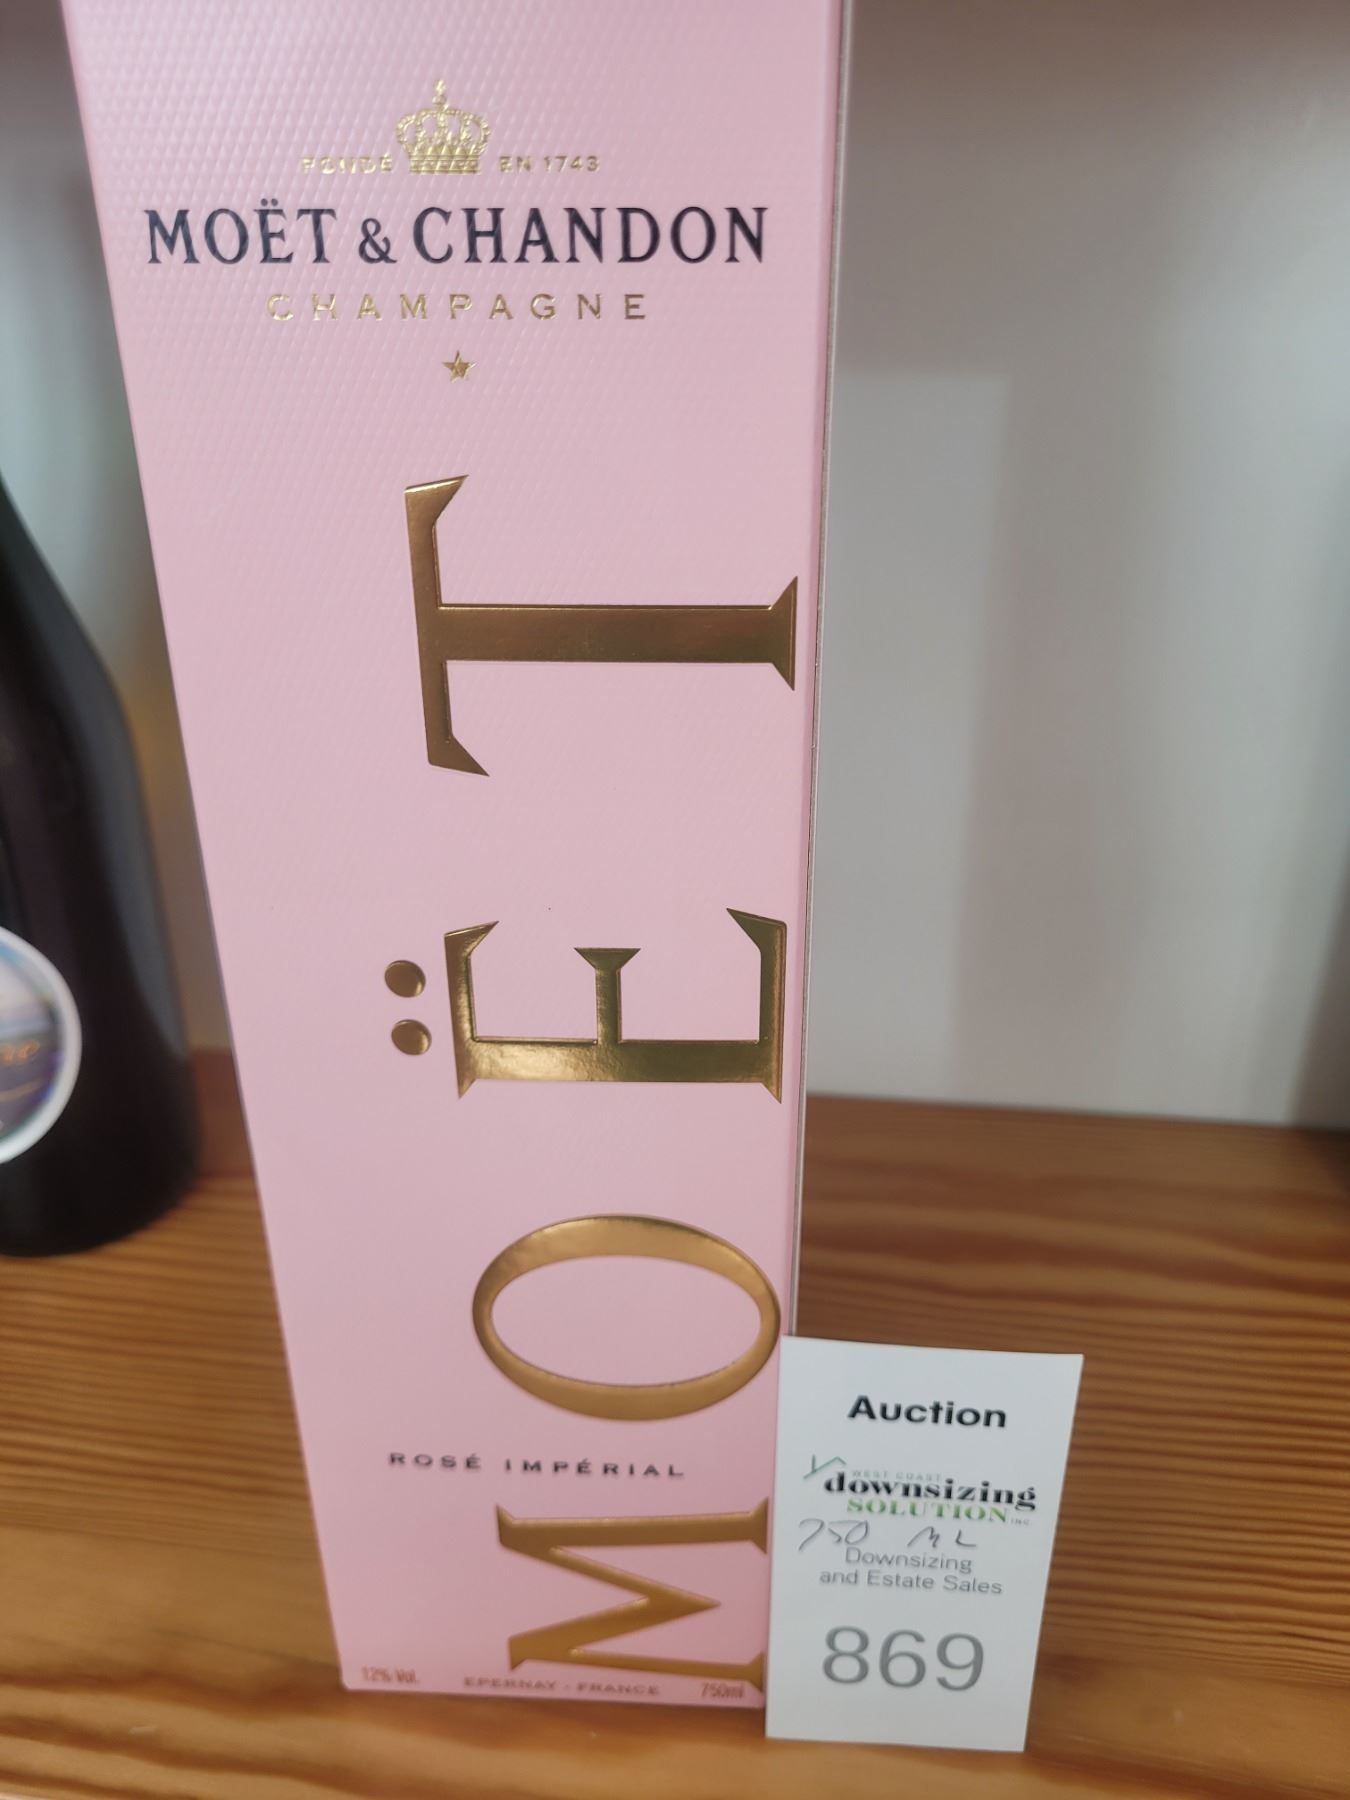 FONDÉ EN 1743
MOËT & CHANDON
CHAMPAGNE
MOËT
ROSÉ IMPÉRIAL
12% Vol. EPERNAY - FRANCE 750ml
Auction
WEST COAST
downsizing
SOLUTION INC.
750 ML
Downsizing
and Estate Sales
869